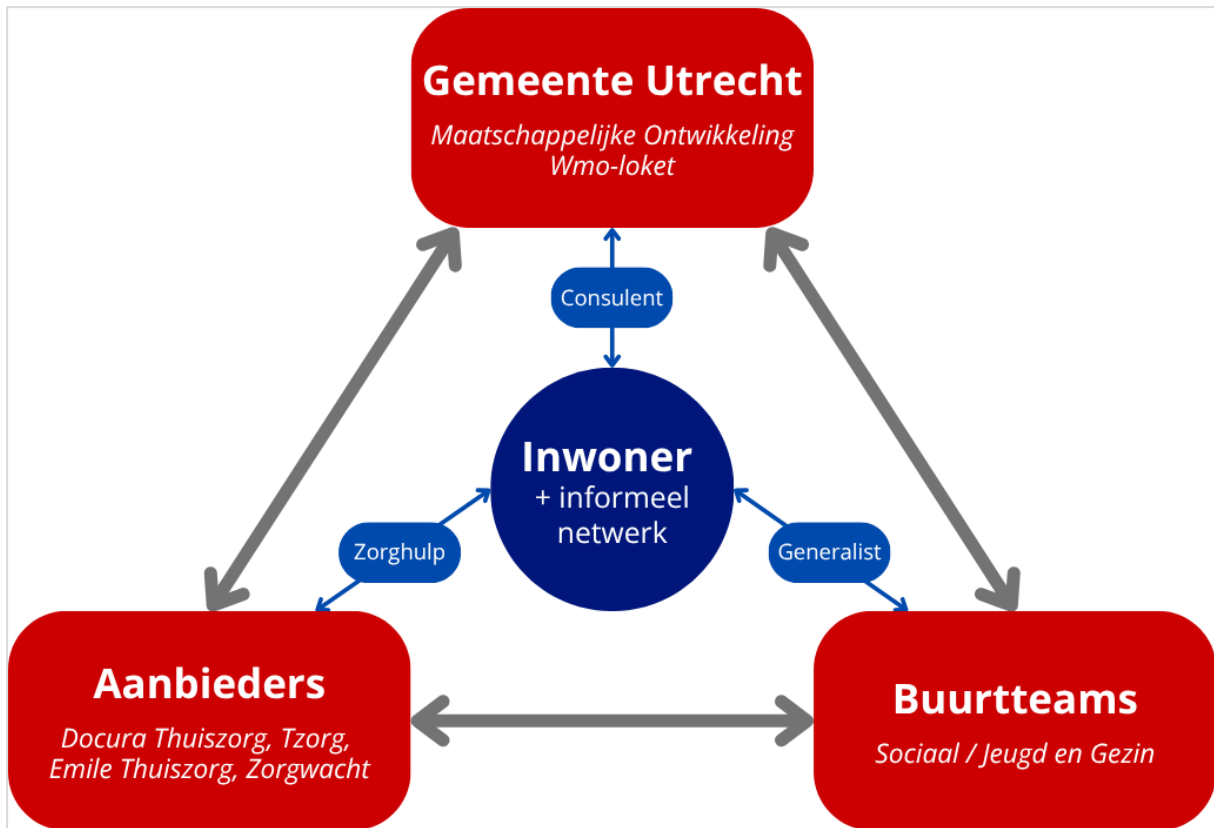 Gemeente Utrecht
Maatschappelijke Ontwikkeling
Wmo-loket
Consulent
Inwoner
+ informeel
netwerk
Zorghulp
Generalist
Aanbieders
Docura Thuiszorg, Tzorg,
Emile Thuiszorg, Zorgwacht
Buurtteams
Sociaal / Jeugd en Gezin